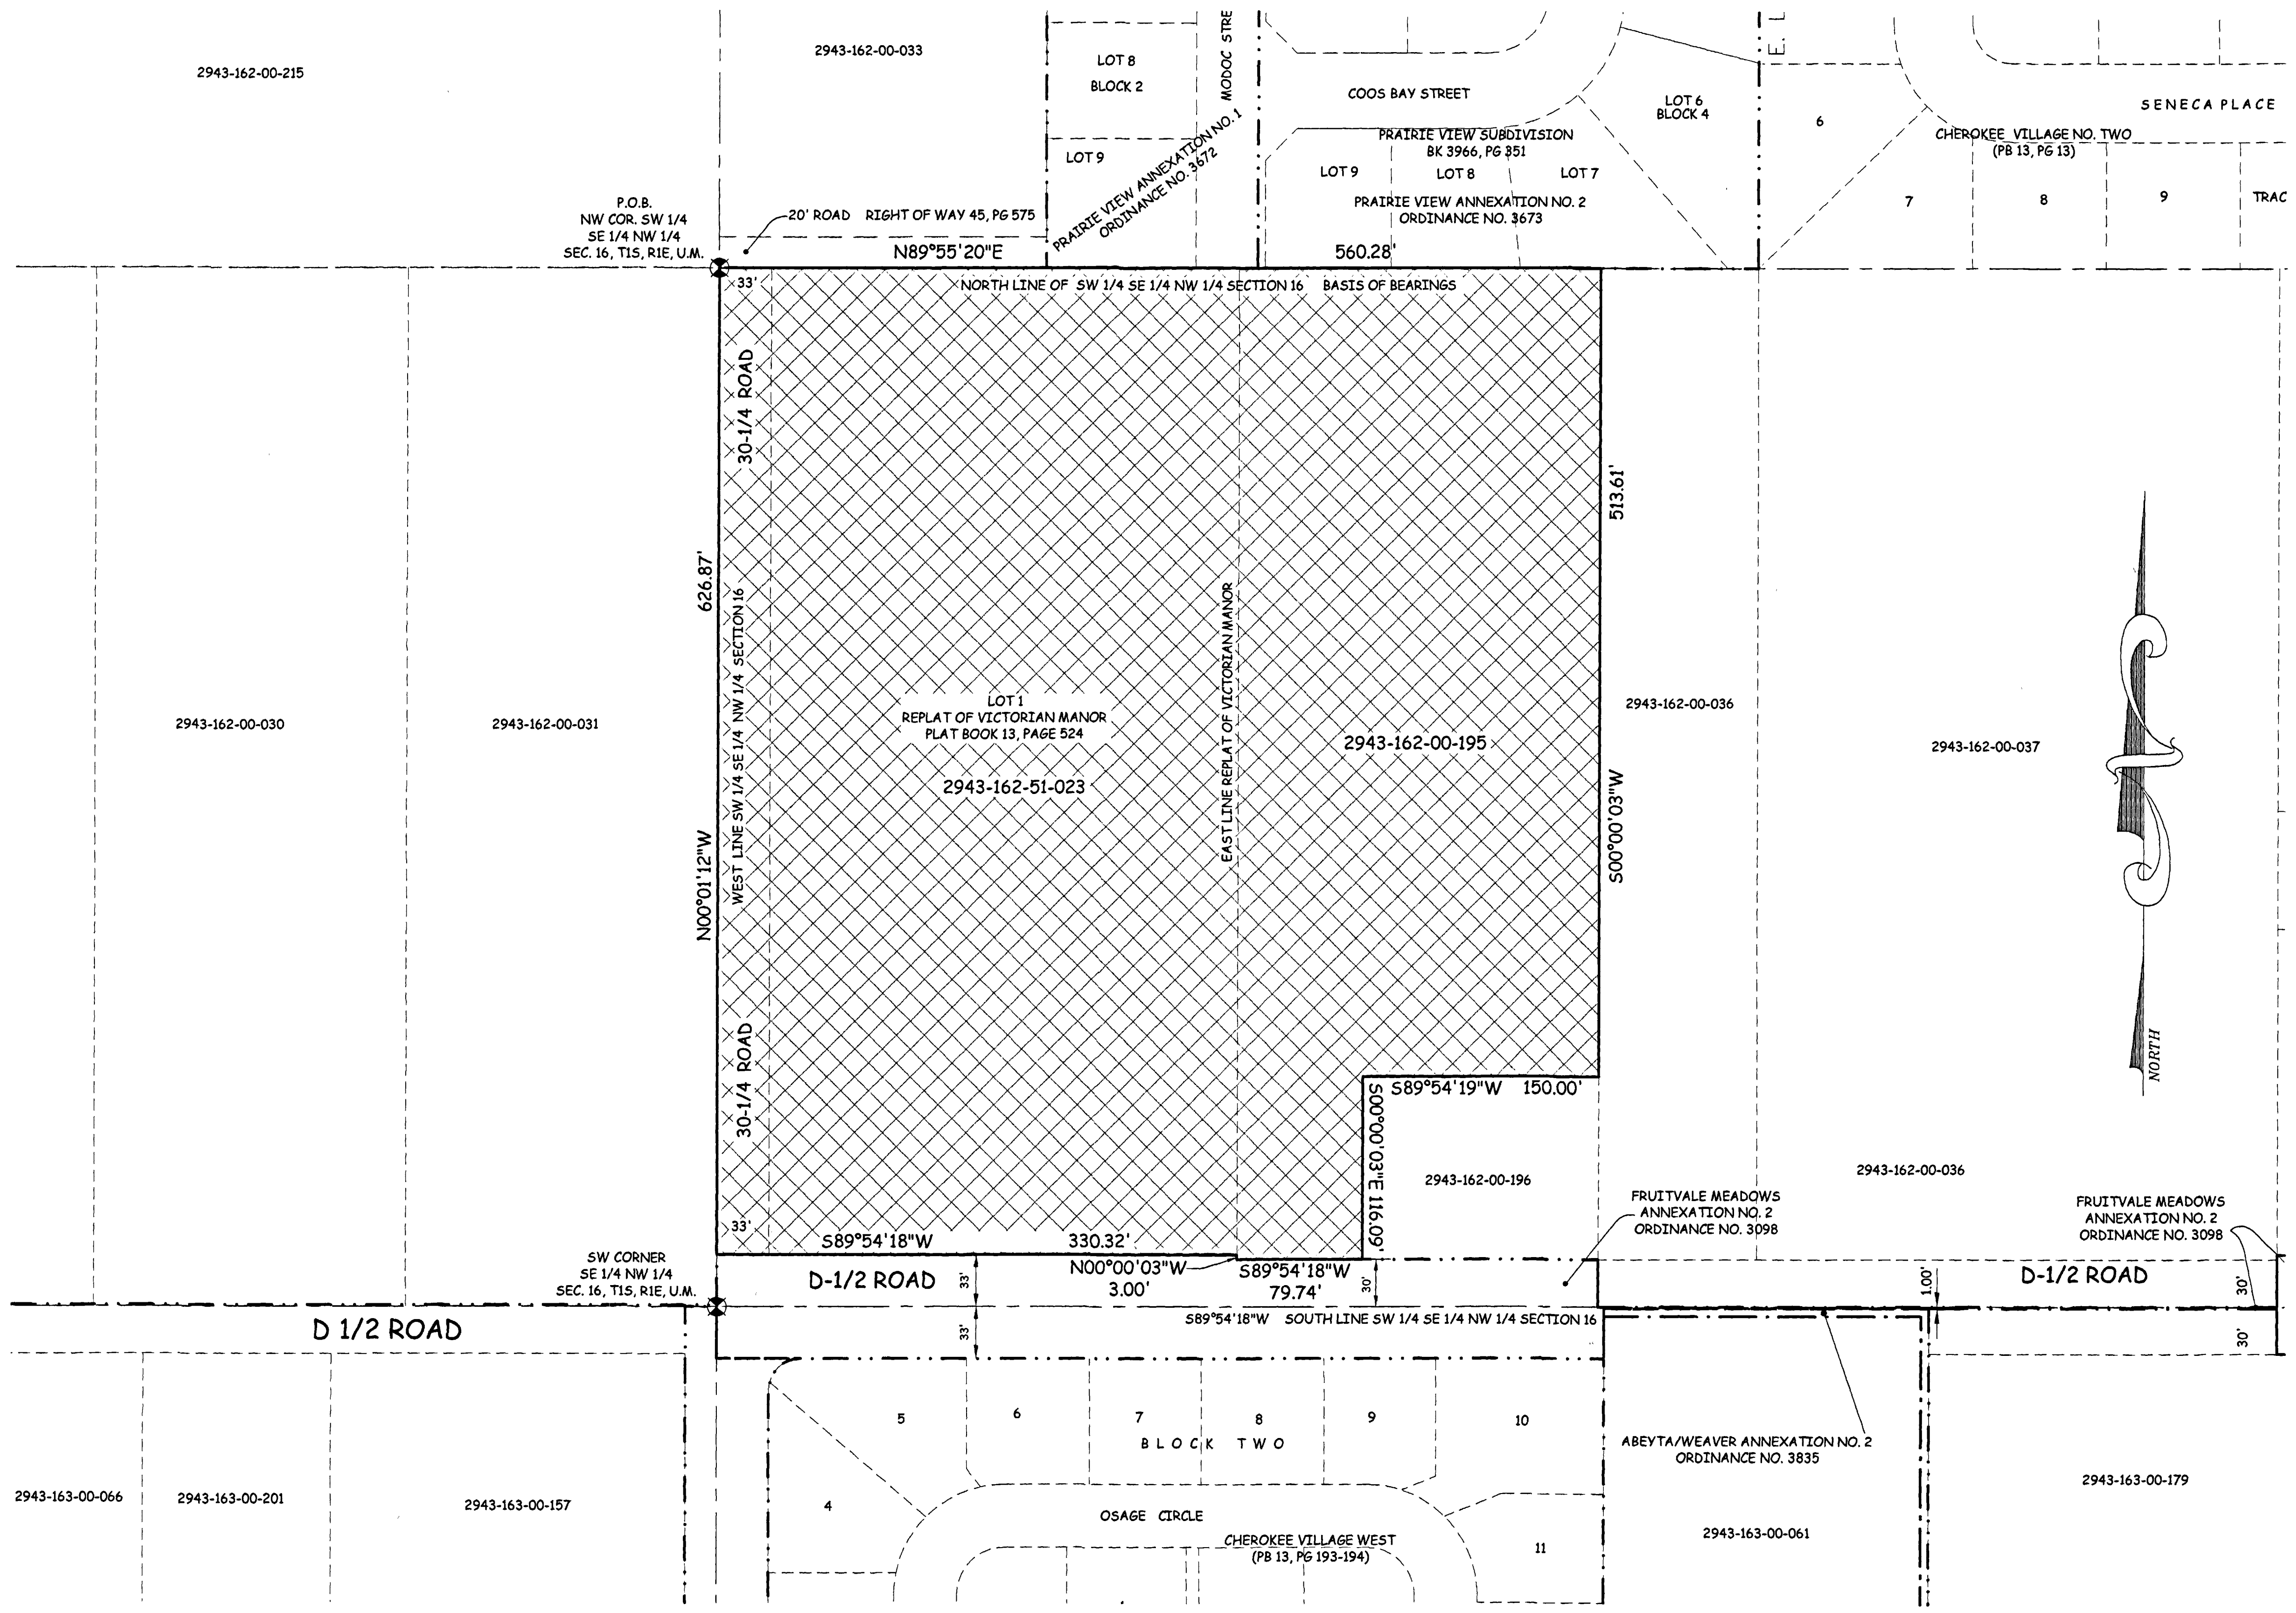 2943-162-00-215
2943-162-00-033
LOT 8
BLOCK 2
LOT 9
MODOC STRE
PRAIRIE VIEW ANNEXATION NO. 1
ORDINANCE NO. 3672
COOS BAY STREET
PRAIRIE VIEW SUBDIVISION
BK 3966, PG 351
LOT 9
LOT 8
LOT 7
PRAIRIE VIEW ANNEXATION NO. 2
ORDINANCE NO. 3673
LOT 6
BLOCK 4
E. L
6
SENECA PLACE
CHEROKEE VILLAGE NO. TWO
(PB 13, PG 13)
7
8
9
TRAC
P.O.B.
NW COR. SW 1/4
SE 1/4 NW 1/4
SEC. 16, T1S, R1E, U.M.
20' ROAD RIGHT OF WAY 45, PG 575
N89°55'20"E
560.28'
33'
NORTH LINE OF SW 1/4 SE 1/4 NW 1/4 SECTION 16 BASIS OF BEARINGS
30-1/4 ROAD
626.87'
N00°01'12"W
WEST LINE SW 1/4 SE 1/4 NW 1/4 SECTION 16
2943-162-00-030
2943-162-00-031
LOT 1
REPLAT OF VICTORIAN MANOR
PLAT BOOK 13, PAGE 524
2943-162-51-023
EAST LINE REPLAT OF VICTORIAN MANOR
2943-162-00-195
513.61'
S00°00'03"W
2943-162-00-036
2943-162-00-037
NORTH
30-1/4 ROAD
33'
S89°54'19"W 150.00'
S00°00'03"E 116.09'
2943-162-00-196
2943-162-00-036
FRUITVALE MEADOWS
ANNEXATION NO. 2
ORDINANCE NO. 3098
FRUITVALE MEADOWS
ANNEXATION NO. 2
ORDINANCE NO. 3098
SW CORNER
SE 1/4 NW 1/4
SEC. 16, T1S, R1E, U.M.
S89°54'18"W
330.32'
D-1/2 ROAD
33'
N00°00'03"W
3.00'
S89°54'18"W
79.74'
30'
1.00'
D-1/2 ROAD
30'
D 1/2 ROAD
33'
S89°54'18"W SOUTH LINE SW 1/4 SE 1/4 NW 1/4 SECTION 16
30'
5
6
7
8
9
10
BLOCK TWO
ABEYTA/WEAVER ANNEXATION NO. 2
ORDINANCE NO. 3835
2943-163-00-179
2943-163-00-066
2943-163-00-201
2943-163-00-157
4
OSAGE CIRCLE
CHEROKEE VILLAGE WEST
(PB 13, PG 193-194)
11
2943-163-00-061